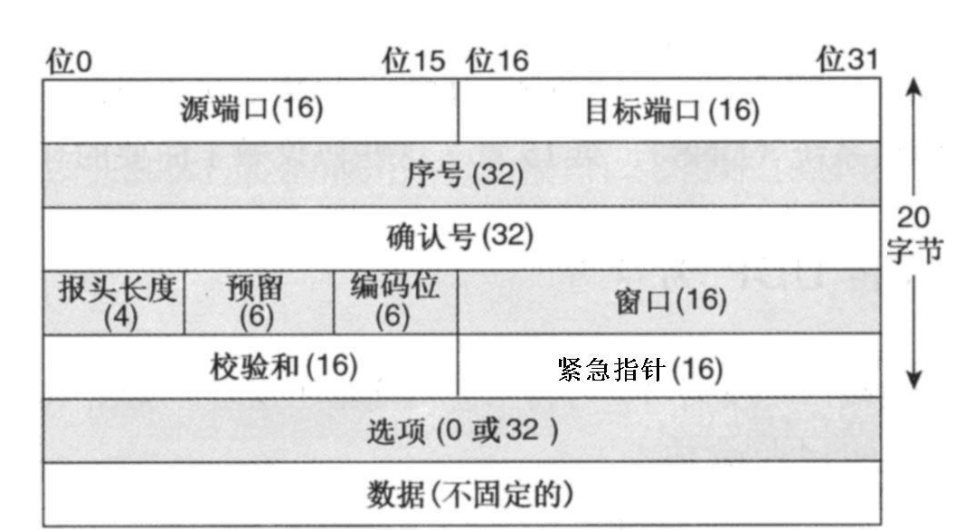 位0 位15 位16 位31
源端口(16) 目标端口(16)
序号(32)
确认号(32)
20
字节
报头长度 预留 编码位 窗口(16)
(4) (6) (6)
校验和(16) 紧急指针(16)
选项(0 或32 )
数据(不固定的)